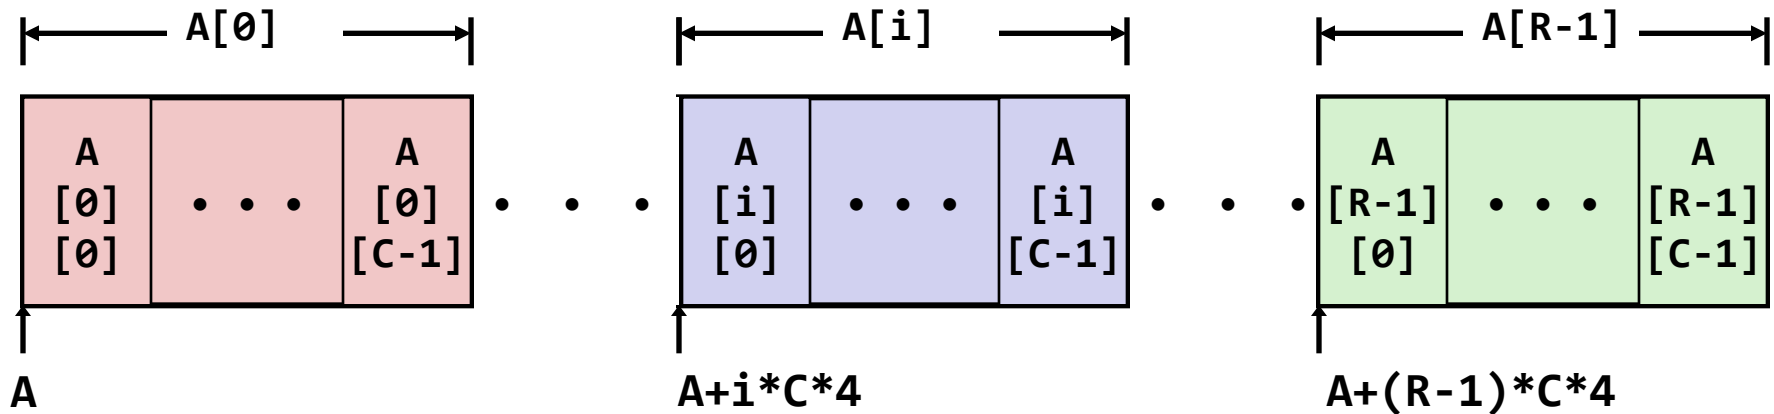 A[0]
A[i]
A[R-1]
A
[0]
[0]
• • •
A
[0]
[C-1]
• • •
A
[i]
[0]
• • •
A
[i]
[C-1]
• • •
A
[R-1]
[0]
• • •
A
[R-1]
[C-1]
A
A+i*C*4
A+(R-1)*C*4